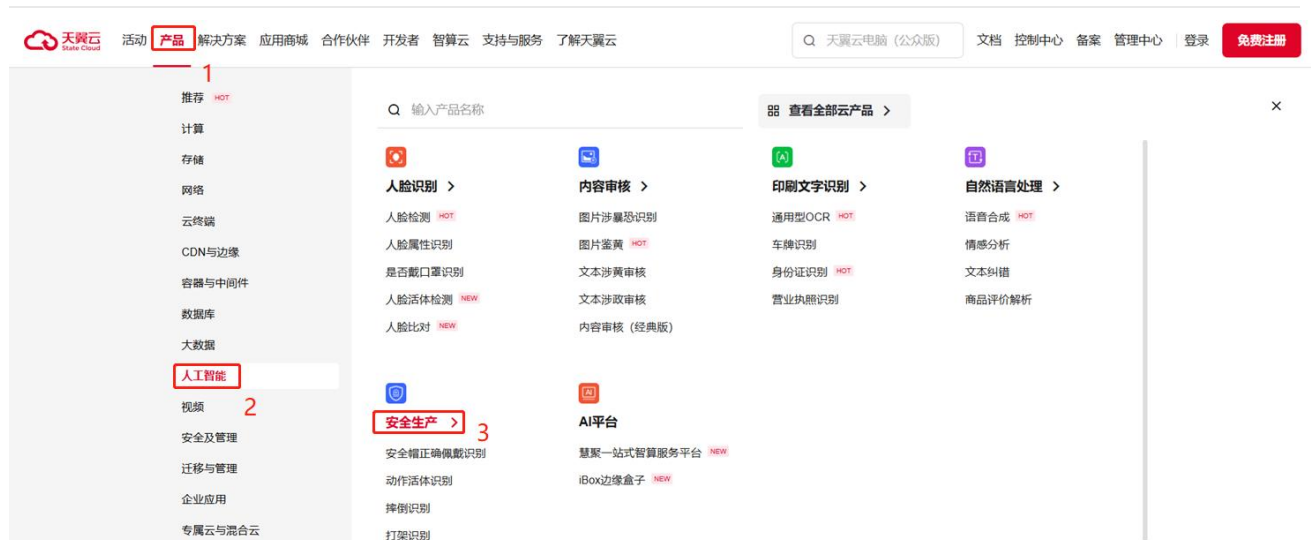 天翼云 State Cloud 活动 产品 解决方案 应用商城 合作伙伴 开发者 智算云 支持与服务 了解天翼云 天翼云电脑（公众版） 文档 控制中心 备案 管理中心 登录 免费注册
1
推荐 HOT
计算
存储
网络
云终端
CDN与边缘
容器与中间件
数据库
大数据
人工智能
视频
2
安全及管理
迁移与管理
企业应用
专属云与混合云
输入产品名称
查看全部云产品 >
×
人脸识别 >
人脸检测 HOT
人脸属性识别
是否戴口罩识别
人脸活体检测 NEW
人脸比对 NEW
内容审核 >
图片涉暴恐识别
图片鉴黄 HOT
文本涉黄审核
文本涉政审核
内容审核（经典版）
印刷文字识别 >
通用型OCR HOT
车牌识别
身份证识别 HOT
营业执照识别
自然语言处理 >
语音合成 HOT
情感分析
文本纠错
商品评价解析
安全生产 >
3
安全帽正确佩戴识别
动作活体识别
摔倒识别
打架识别
AI平台
慧聚一站式智算服务平台 NEW
iBox边缘盒子 NEW